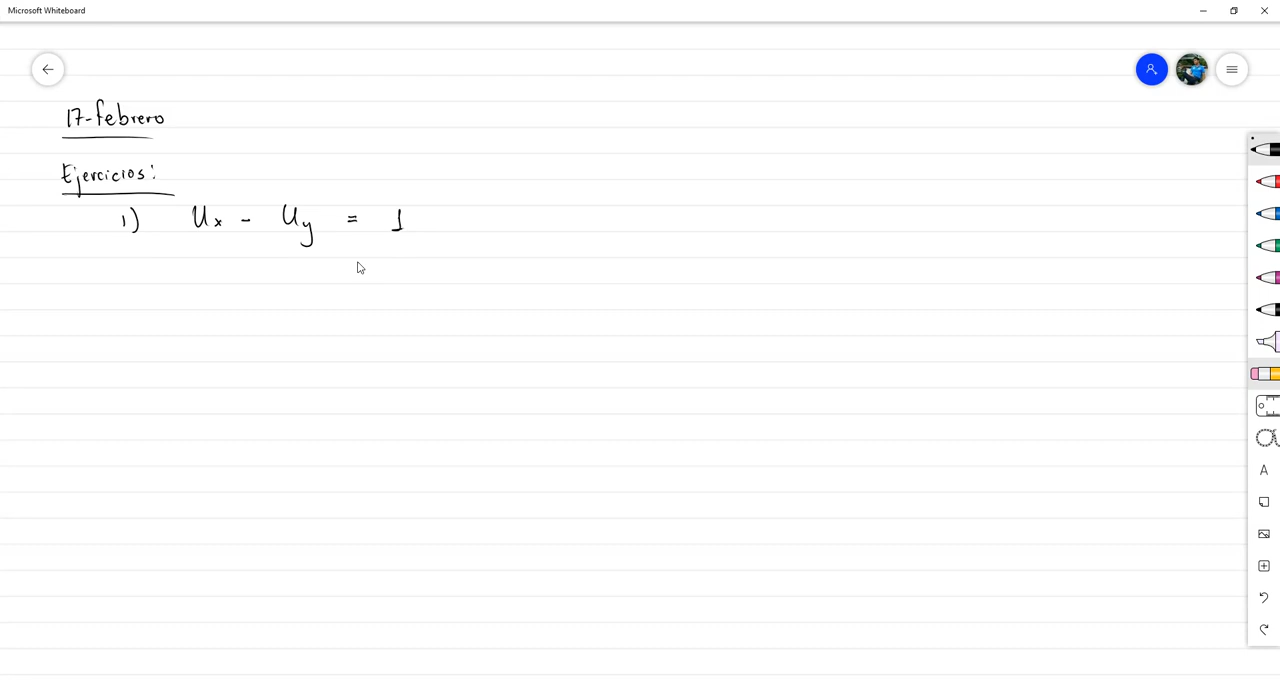 Microsoft Whiteboard
17-febrero
Ejercicios:
1) Ux - Uy = 1
A